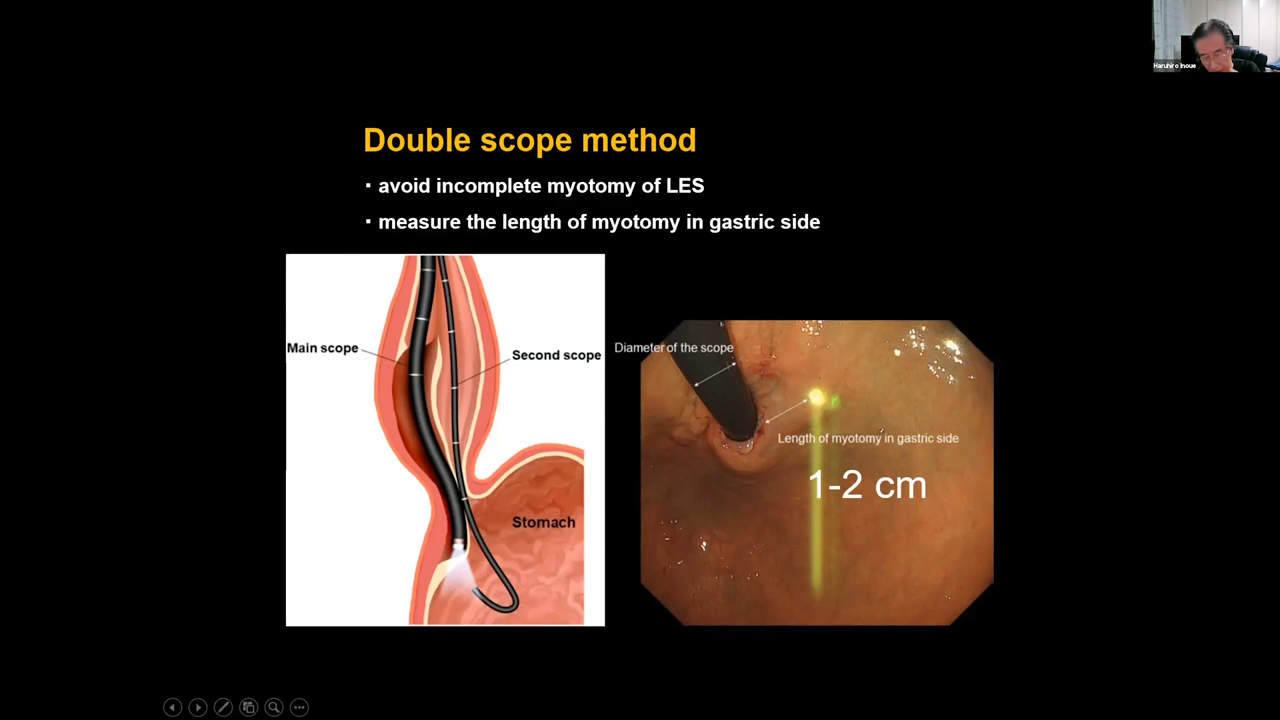 Haruhiro Inoue
Double scope method
・avoid incomplete myotomy of LES
・measure the length of myotomy in gastric side
Main scope
Second scope
Stomach
Diameter of the scope
Length of myotomy in gastric side
1-2 cm